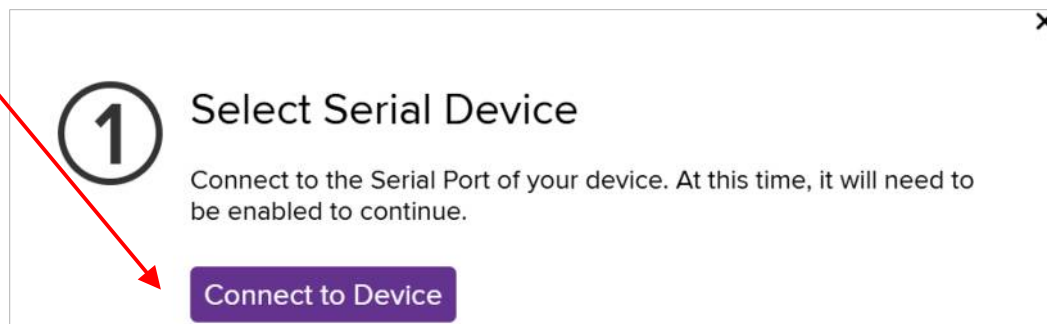 1
Select Serial Device
Connect to the Serial Port of your device. At this time, it will need to
be enabled to continue.
Connect to Device